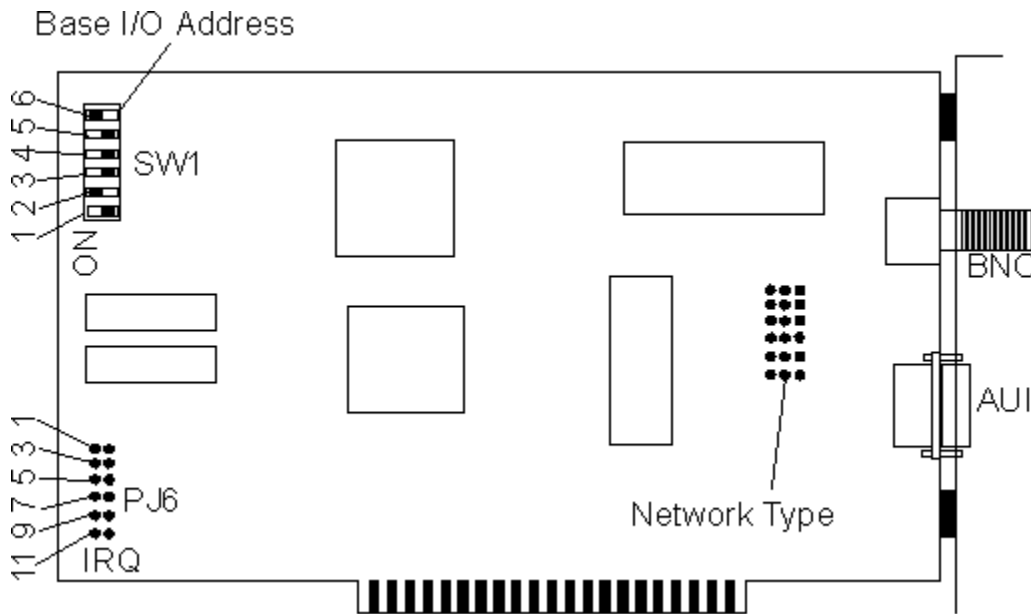 Base I/O Address
6
5
4
3
2
1
SW1
ON
BNC
AUI
1
3
5
7
9
11
PJ6
IRQ
Network Type